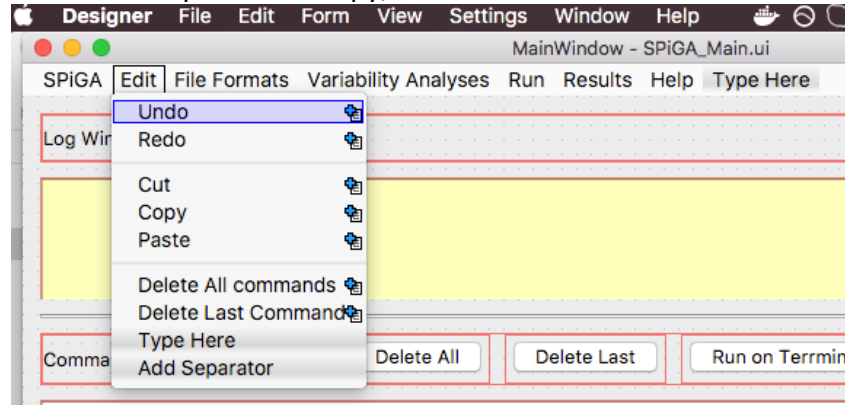 Designer File Edit Form View Settings Window Help
MainWindow - SPiGA_Main.ui
SPiGA Edit File Formats Variability Analyses Run Results Help Type Here
Undo
Log Win
Redo
Cut
Copy
Paste
Delete All commands
Delete Last Command
Type Here
Comma Delete All Delete Last Run on Terrmin
Add Separator